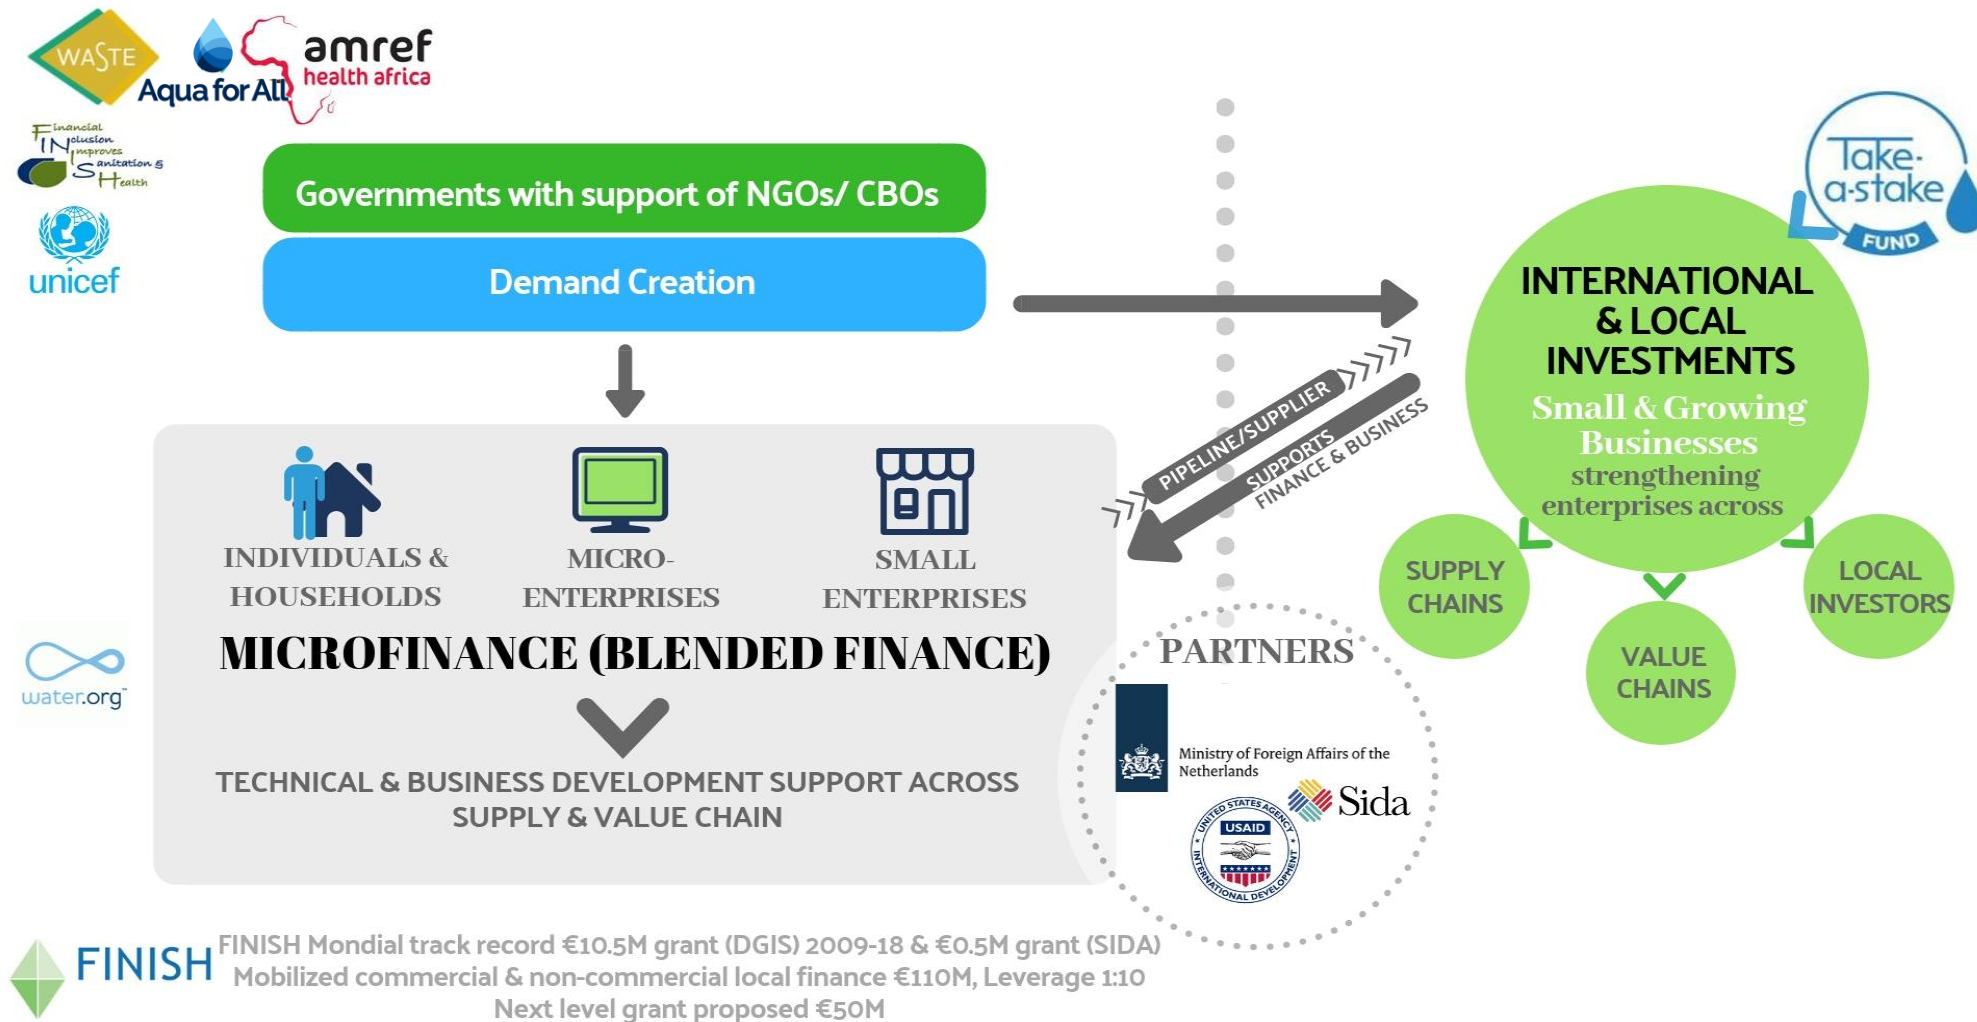 WASTE
Aqua for All
amref
health africa
Financial
INclusion
Improves
Sanitation &
Health
unicef
Governments with support of NGOs/ CBOs
Demand Creation
INDIVIDUALS &
HOUSEHOLDS
MICRO-
ENTERPRISES
SMALL
ENTERPRISES
MICROFINANCE (BLENDED FINANCE)
TECHNICAL & BUSINESS DEVELOPMENT SUPPORT ACROSS
SUPPLY & VALUE CHAIN
water.org
PIPELINE/SUPPLIER
SUPPORTS
FINANCE & BUSINESS
Take-
a-stake
FUND
INTERNATIONAL
& LOCAL
INVESTMENTS
Small & Growing
Businesses
strengthening
enterprises across
SUPPLY
CHAINS
VALUE
CHAINS
LOCAL
INVESTORS
PARTNERS
Ministry of Foreign Affairs of the
Netherlands
Sida
UNITED STATES AGENCY
USAID
INTERNATIONAL DEVELOPMENT
FINISH
FINISH Mondial track record €10.5M grant (DGIS) 2009-18 & €0.5M grant (SIDA)
Mobilized commercial & non-commercial local finance €110M, Leverage 1:10
Next level grant proposed €50M